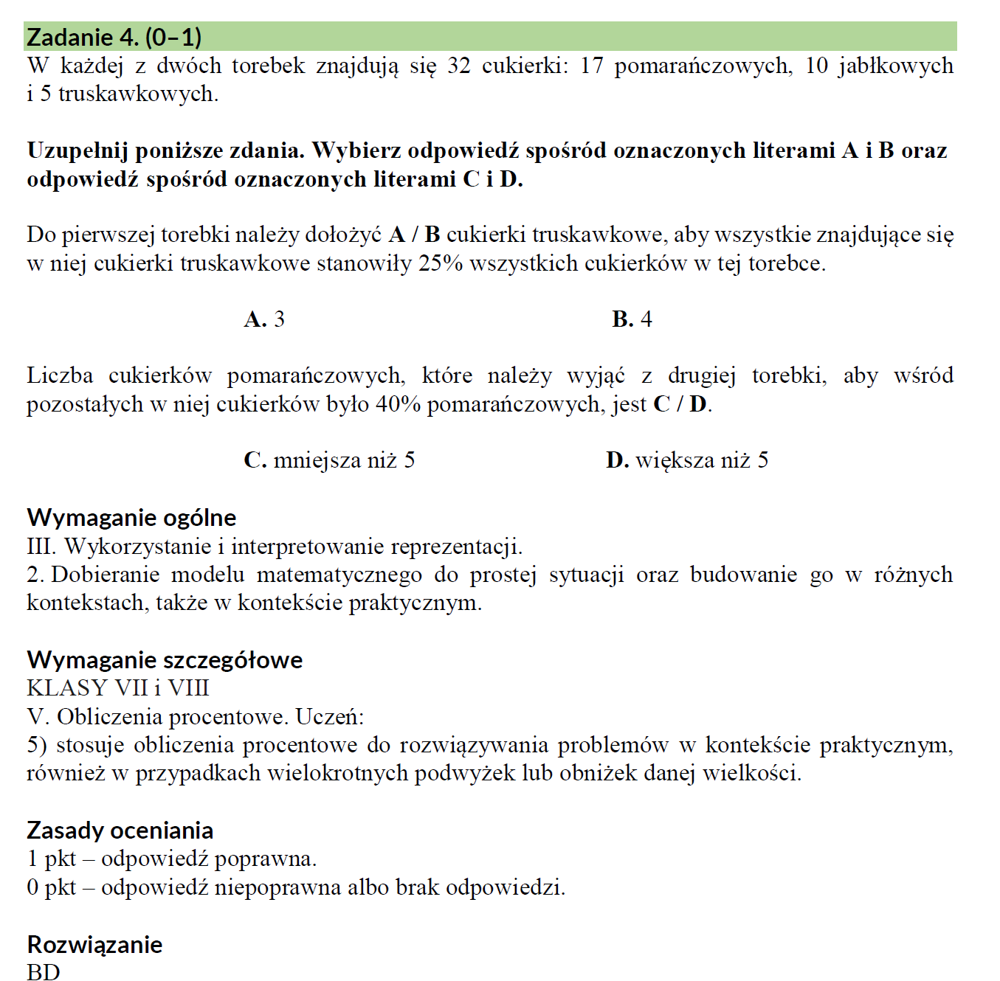 Zadanie 4. (0–1)
W każdej z dwóch torebek znajdują się 32 cukierki: 17 pomarańczowych, 10 jabłkowych
i 5 truskawkowych.
Uzupełnij poniższe zdania. Wybierz odpowiedź spośród oznaczonych literami A i B oraz
odpowiedź spośród oznaczonych literami C i D.
Do pierwszej torebki należy dołożyć A / B cukierki truskawkowe, aby wszystkie znajdujące się
w niej cukierki truskawkowe stanowiły 25% wszystkich cukierków w tej torebce.
A. 3 B. 4
Liczba cukierków pomarańczowych, które należy wyjąć z drugiej torebki, aby wśród
pozostałych w niej cukierków było 40% pomarańczowych, jest C / D.
C. mniejsza niż 5 D. większa niż 5
Wymaganie ogólne
III. Wykorzystanie i interpretowanie reprezentacji.
2. Dobieranie modelu matematycznego do prostej sytuacji oraz budowanie go w różnych
kontekstach, także w kontekście praktycznym.
Wymaganie szczegółowe
KLASY VII i VIII
V. Obliczenia procentowe. Uczeń:
5) stosuje obliczenia procentowe do rozwiązywania problemów w kontekście praktycznym,
również w przypadkach wielokrotnych podwyżek lub obniżek danej wielkości.
Zasady oceniania
1 pkt – odpowiedź poprawna.
0 pkt – odpowiedź niepoprawna albo brak odpowiedzi.
Rozwiązanie
BD